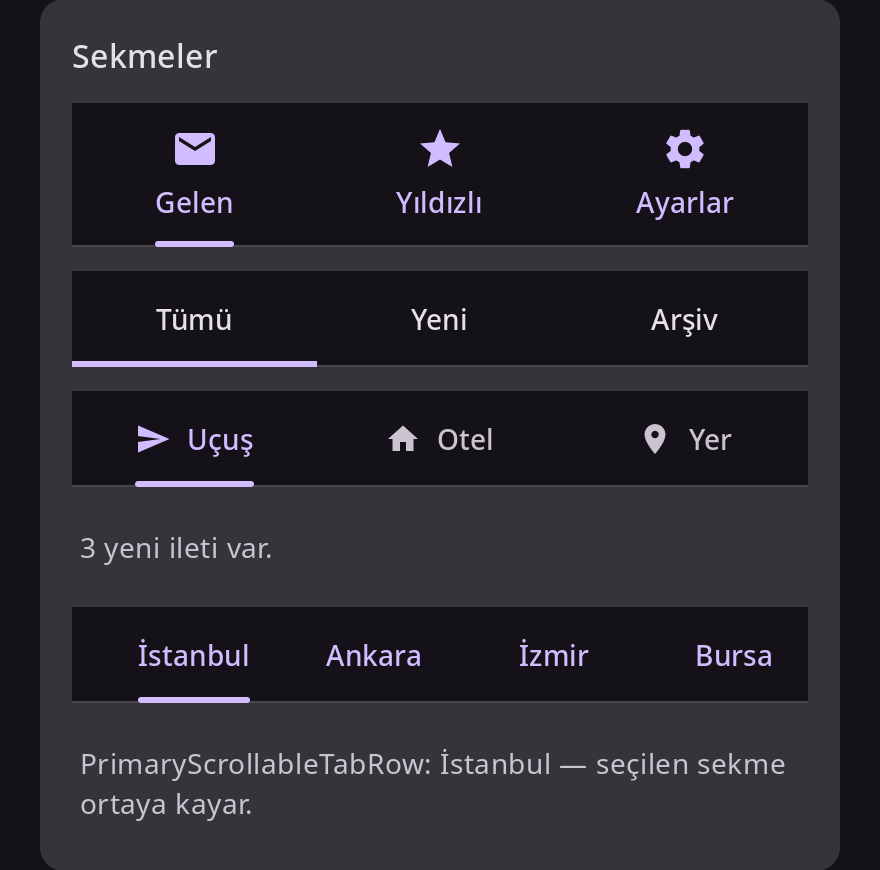 Sekmeler
Gelen Yıldızlı Ayarlar
Tümü Yeni Arşiv
Uçuş Otel Yer
3 yeni ileti var.
İstanbul Ankara İzmir Bursa
PrimaryScrollableTabRow: İstanbul — seçilen sekme
ortaya kayar.